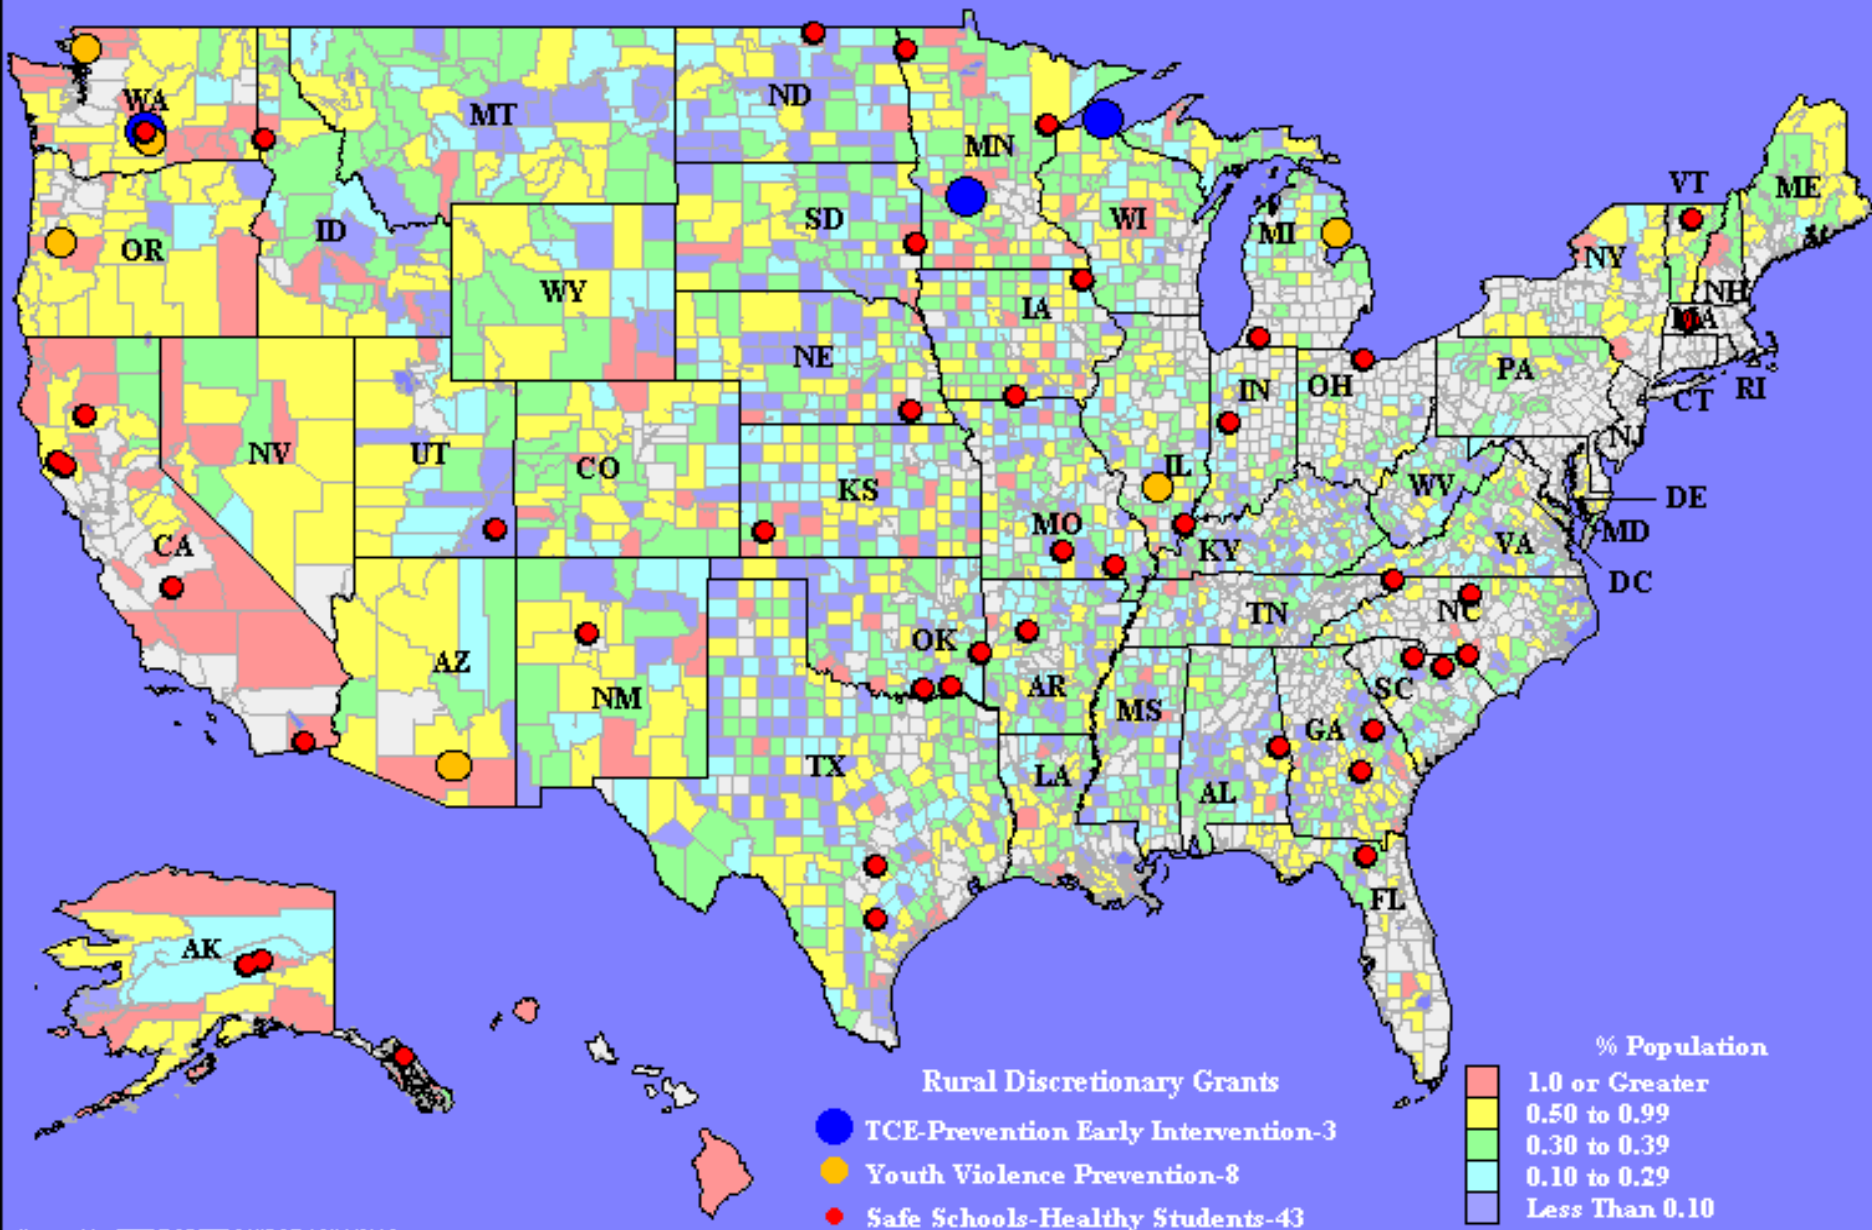 WA
MT
ND
MN
VT
ME
OR
ID
SD
WI
MI
NY
WY
IA
NH
MA
NE
IN
OH
PA
RI
CT
NV
UT
CO
KS
IL
NJ
WV
DE
CA
MO
KY
VA
MD
DC
AZ
NM
OK
AR
TN
NC
MS
SC
GA
TX
LA
AL
FL
AK
Rural Discretionary Grants
TCE-Prevention Early Intervention-3
Youth Violence Prevention-8
Safe Schools-Healthy Students-43
% Population
1.0 or Greater
0.50 to 0.99
0.30 to 0.39
0.10 to 0.29
Less Than 0.10